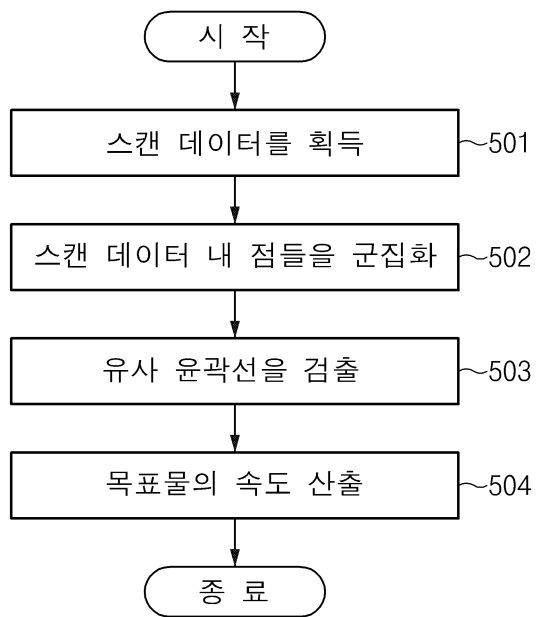 시 작
스캔 데이터를 획득 501
스캔 데이터 내 점들을 군집화 502
유사 윤곽선을 검출 503
목표물의 속도 산출 504
종 료